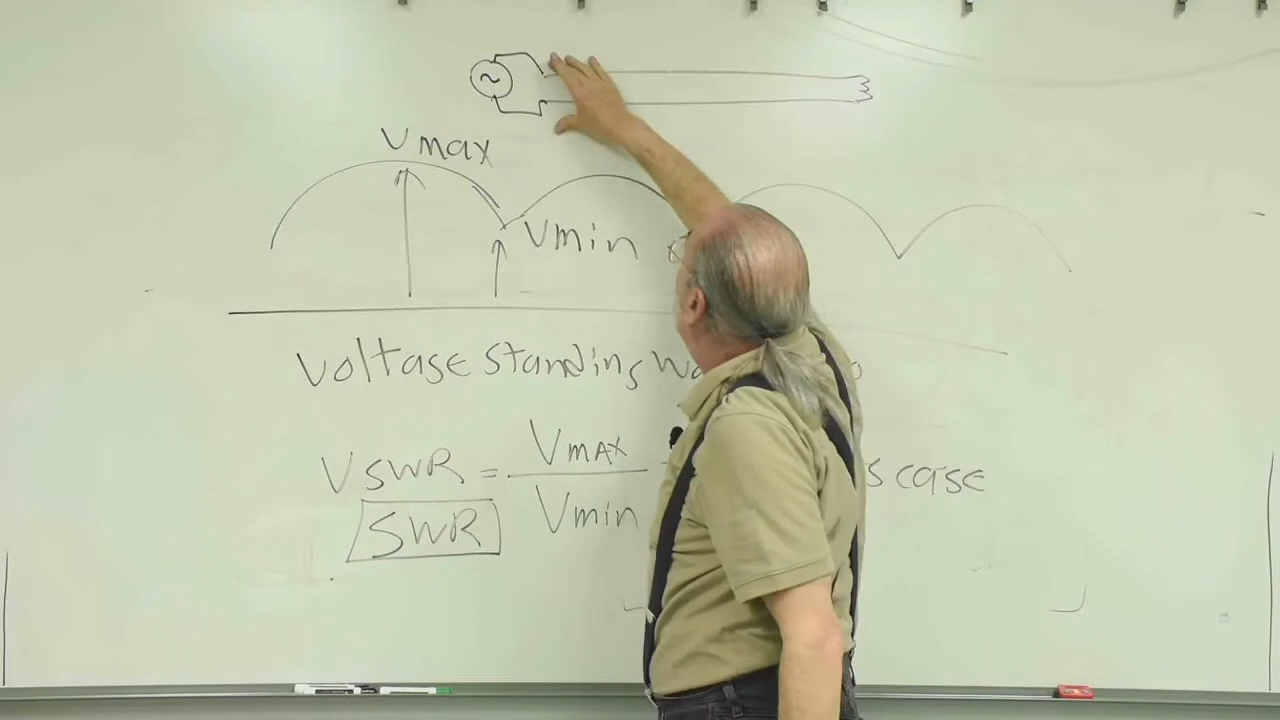 Vmax
Vmin
Voltage Standing
VSWR = Vmax
Vmin
s case
SWR